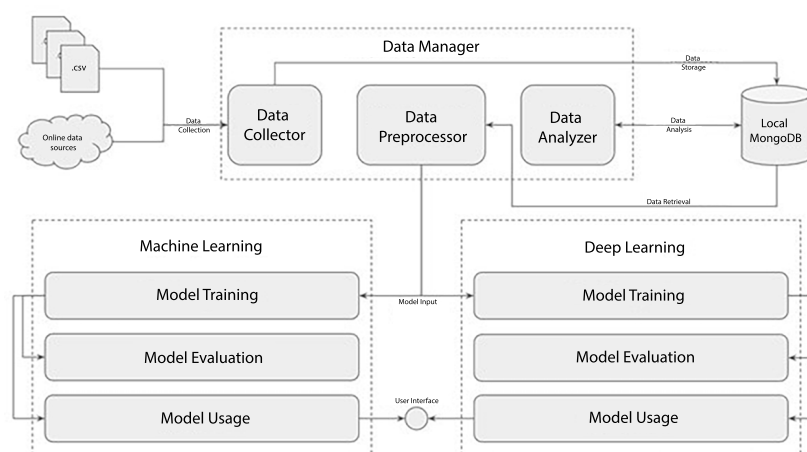 Data Manager
.csv
Data
Storage
Data
Collector
Data
Preprocessor
Data
Analyzer
Data
Collection
Data
Analysis
Local
MongoDB
Online data
sources
Data Retrieval
Machine Learning
Deep Learning
Model Training
Model Input
Model Training
Model Evaluation
Model Evaluation
User Interface
Model Usage
Model Usage